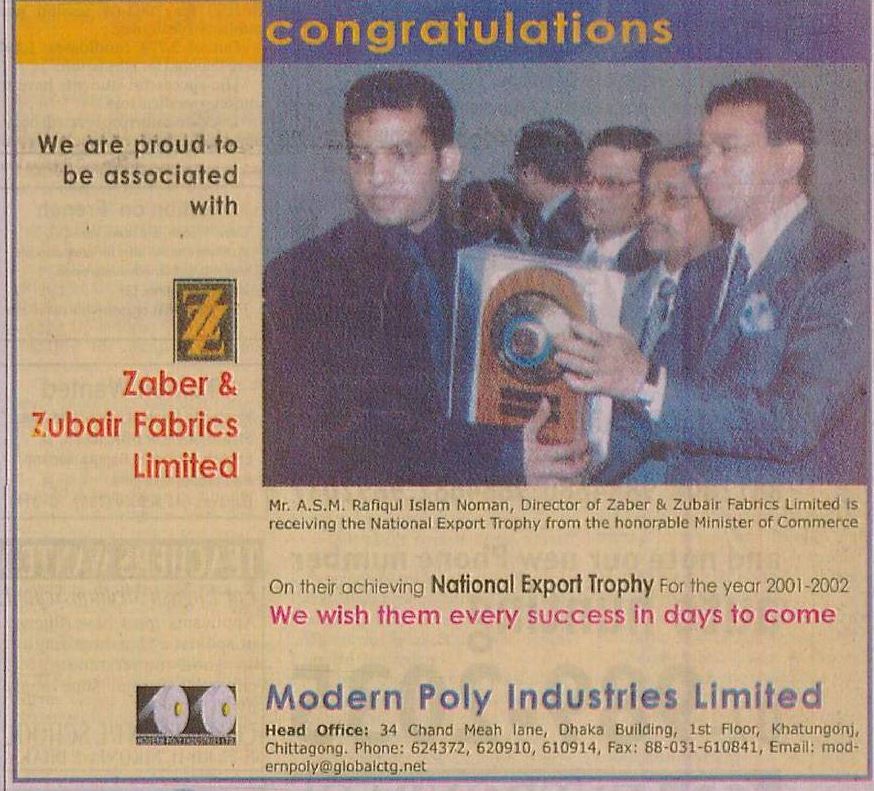 congratulations
We are proud to
be associated
with
Zaber &
Zubair Fabrics
Limited
Mr. A.S.M. Rafiqul Islam Noman, Director of Zaber & Zubair Fabrics Limited is
receiving the National Export Trophy from the honorable Minister of Commerce
On their achieving National Export Trophy For the year 2001-2002
We wish them every success in days to come
MODERN POLY INDUSTRIES LTD.
Modern Poly Industries Limited
Head Office: 34 Chand Meah lane, Dhaka Building, 1st Floor, Khatungonj,
Chittagong. Phone: 624372, 620910, 610914, Fax: 88-031-610841, Email: mod-
ernpoly@globalctg.net